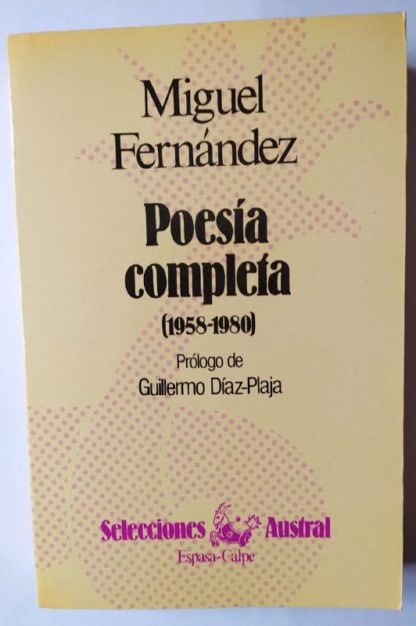 Miguel
Fernández
Poesía
completa
(1958-1980)
Prólogo de
Guillermo Díaz-Plaja
Selecciones Austral
Espasa-Calpe